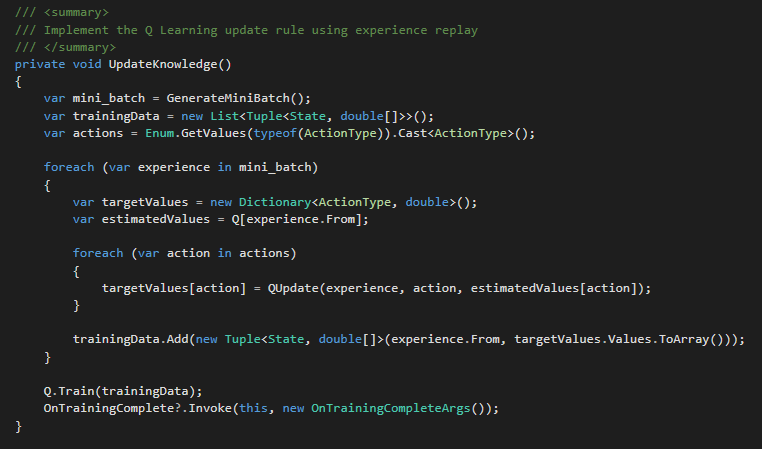 /// <summary>
/// Implement the Q Learning update rule using experience replay
/// </summary>
private void UpdateKnowledge()
{
    var mini_batch = GenerateMiniBatch();
    var trainingData = new List<Tuple<State, double[]>>();
    var actions = Enum.GetValues(typeof(ActionType)).Cast<ActionType>();

    foreach (var experience in mini_batch)
    {
        var targetValues = new Dictionary<ActionType, double>();
        var estimatedValues = Q[experience.From];

        foreach (var action in actions)
        {
            targetValues[action] = QUpdate(experience, action, estimatedValues[action]);
        }

        trainingData.Add(new Tuple<State, double[]>(experience.From, targetValues.Values.ToArray()));
    }

    Q.Train(trainingData);
    OnTrainingComplete?.Invoke(this, new OnTrainingCompleteArgs());
}